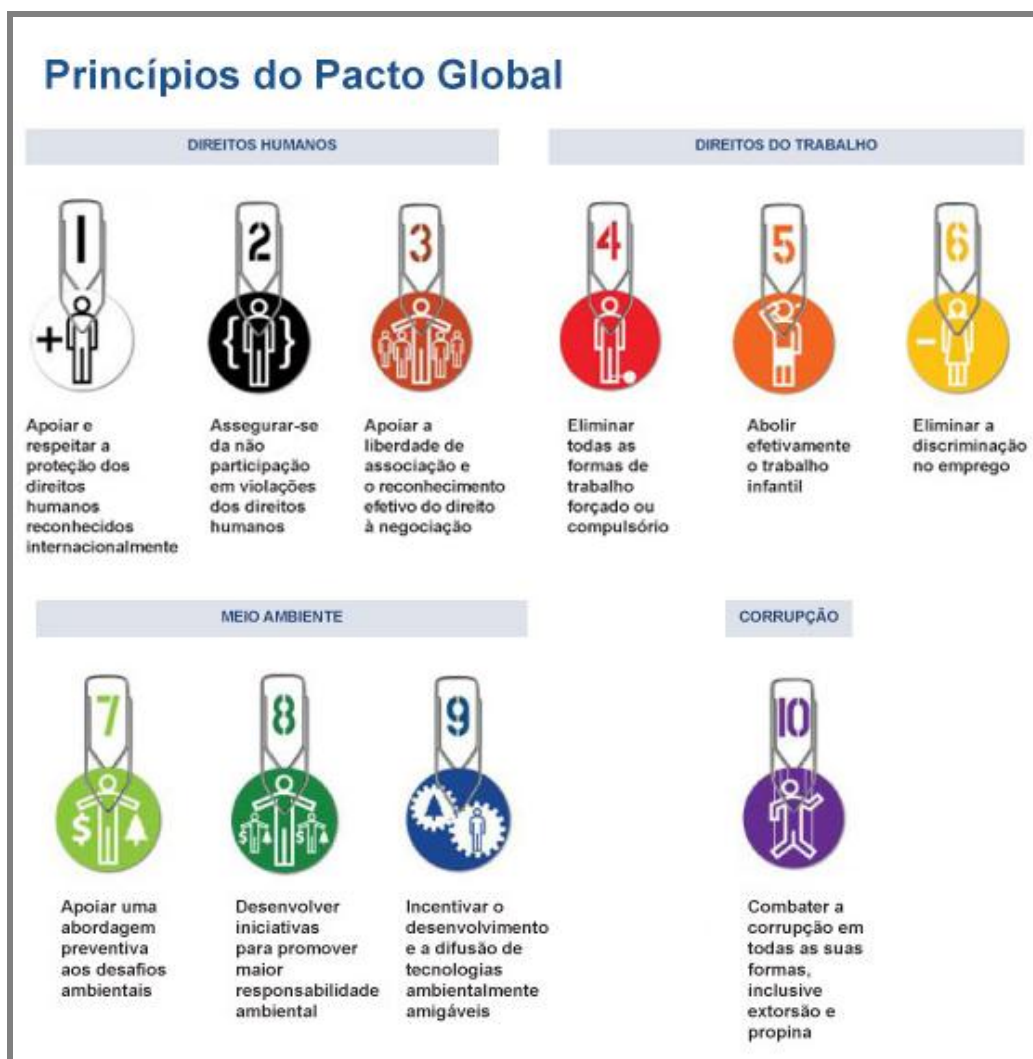 Princípios do Pacto Global
DIREITOS HUMANOS
DIREITOS DO TRABALHO
1
2
3
4
5
6
Apoiar e
respeitar a
proteção dos
direitos
humanos
reconhecidos
internacionalmente
Assegurar-se
da não
participação
em violações
dos direitos
humanos
Apoiar a
liberdade de
associação e
o reconhecimento
efetivo do direito
à negociação
Eliminar
todas as
formas de
trabalho
forçado ou
compulsório
Abolir
efetivamente
o trabalho
infantil
Eliminar a
discriminação
no emprego
MEIO AMBIENTE
CORRUPÇÃO
7
8
9
10
Apoiar uma
abordagem
preventiva
aos desafios
ambientais
Desenvolver
iniciativas
para promover
maior
responsabilidade
ambiental
Incentivar o
desenvolvimento
e a difusão de
tecnologias
ambientalmente
amigáveis
Combater a
corrupção em
todas as suas
formas,
inclusive
extorsão e
propina